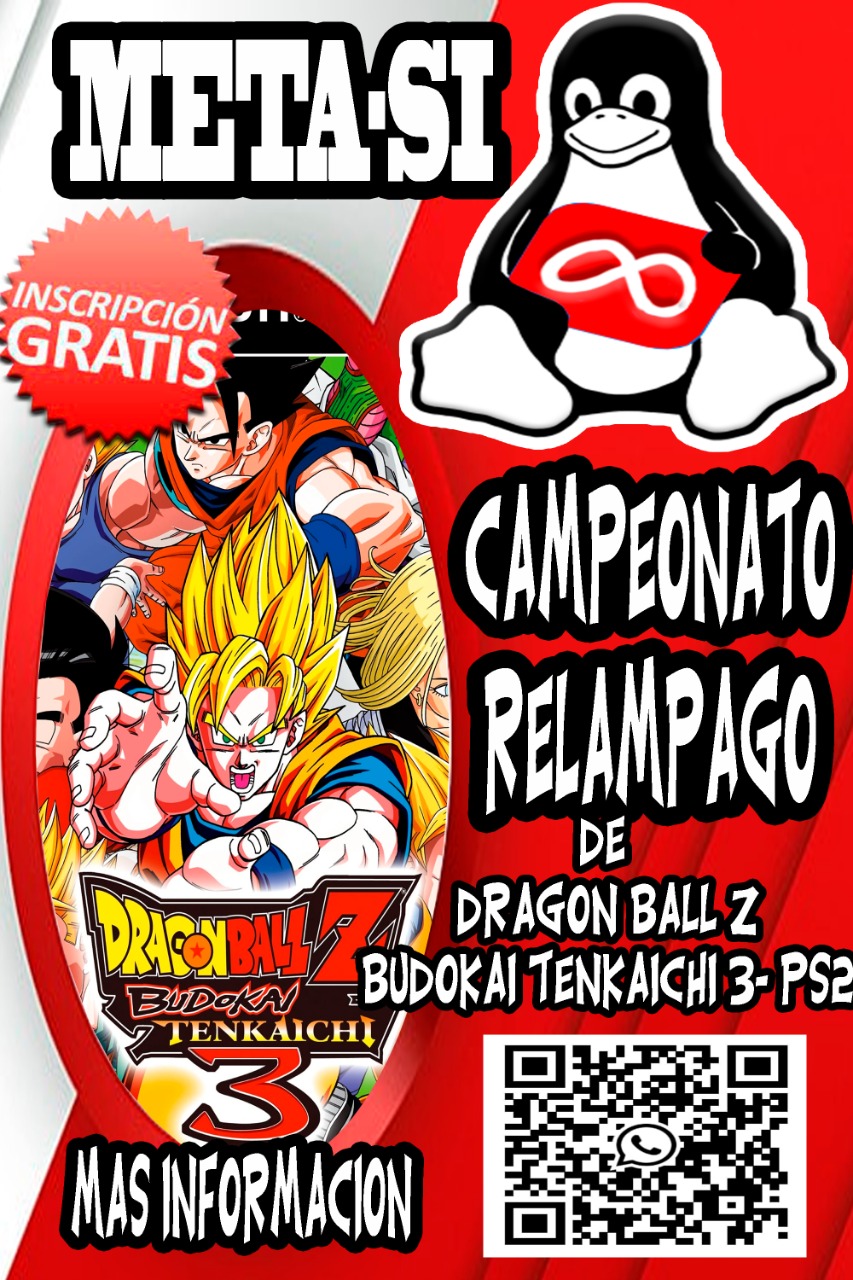 META-SI
INSCRIPCIÓN
GRATIS
CAMPEONATO
RELAMPAGO
DE
DRAGON BALL Z
BUDOKAI TENKAICHI 3- PS2
DRAGON BALL Z
BUDOKAI
TENKAICHI
3
MAS INFORMACION